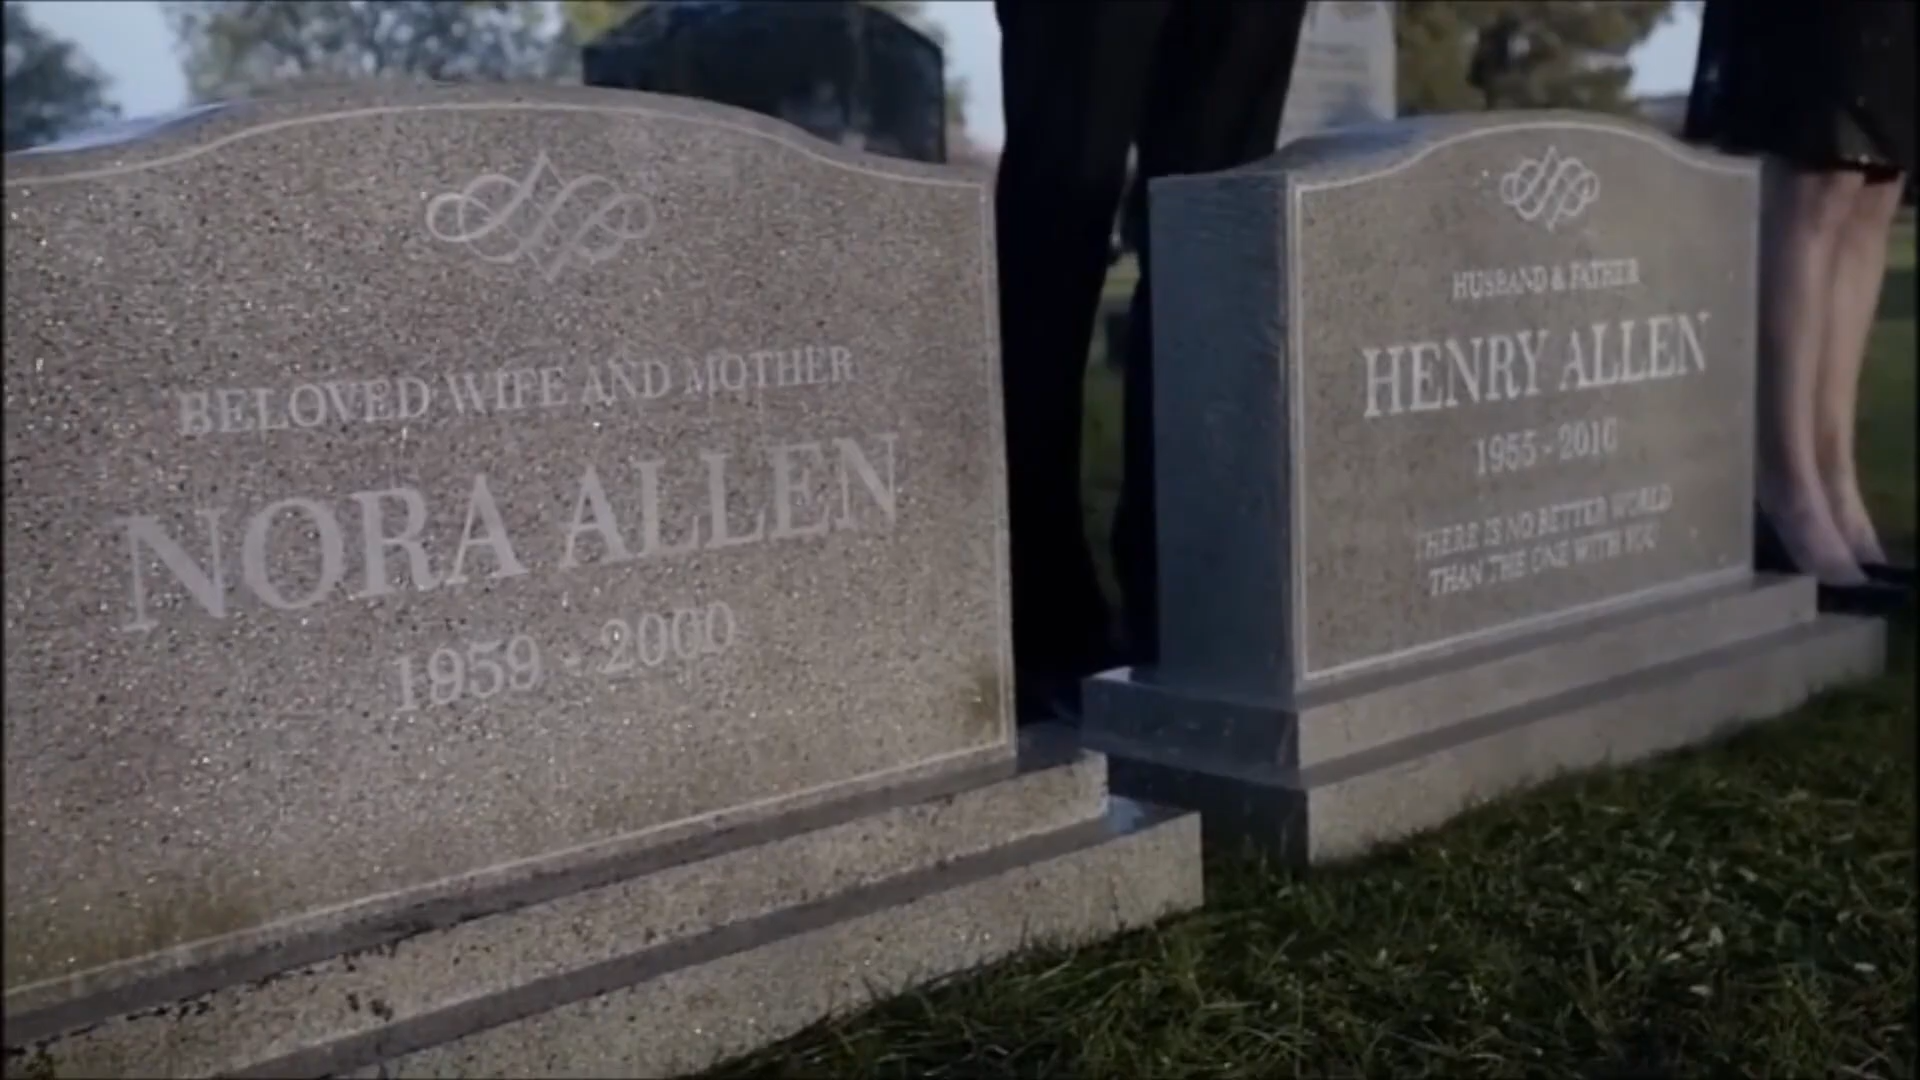 BELOVED WIFE AND MOTHER
NORA ALLEN
1959 - 2000
HUSBAND & FATHER
HENRY ALLEN
1955 - 2016
THERE IS NO BETTER WORLD
THAN THE ONE WITH YOU